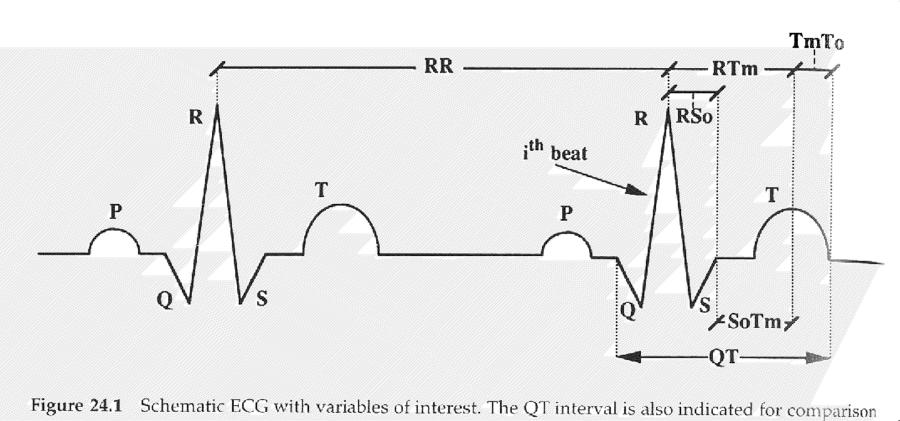 TmTo
RR RTm
R R RSo
ith beat
T T
P P
Q S Q S
SoTm
QT
Figure 24.1 Schematic ECG with variables of interest. The QT interval is also indicated for comparison